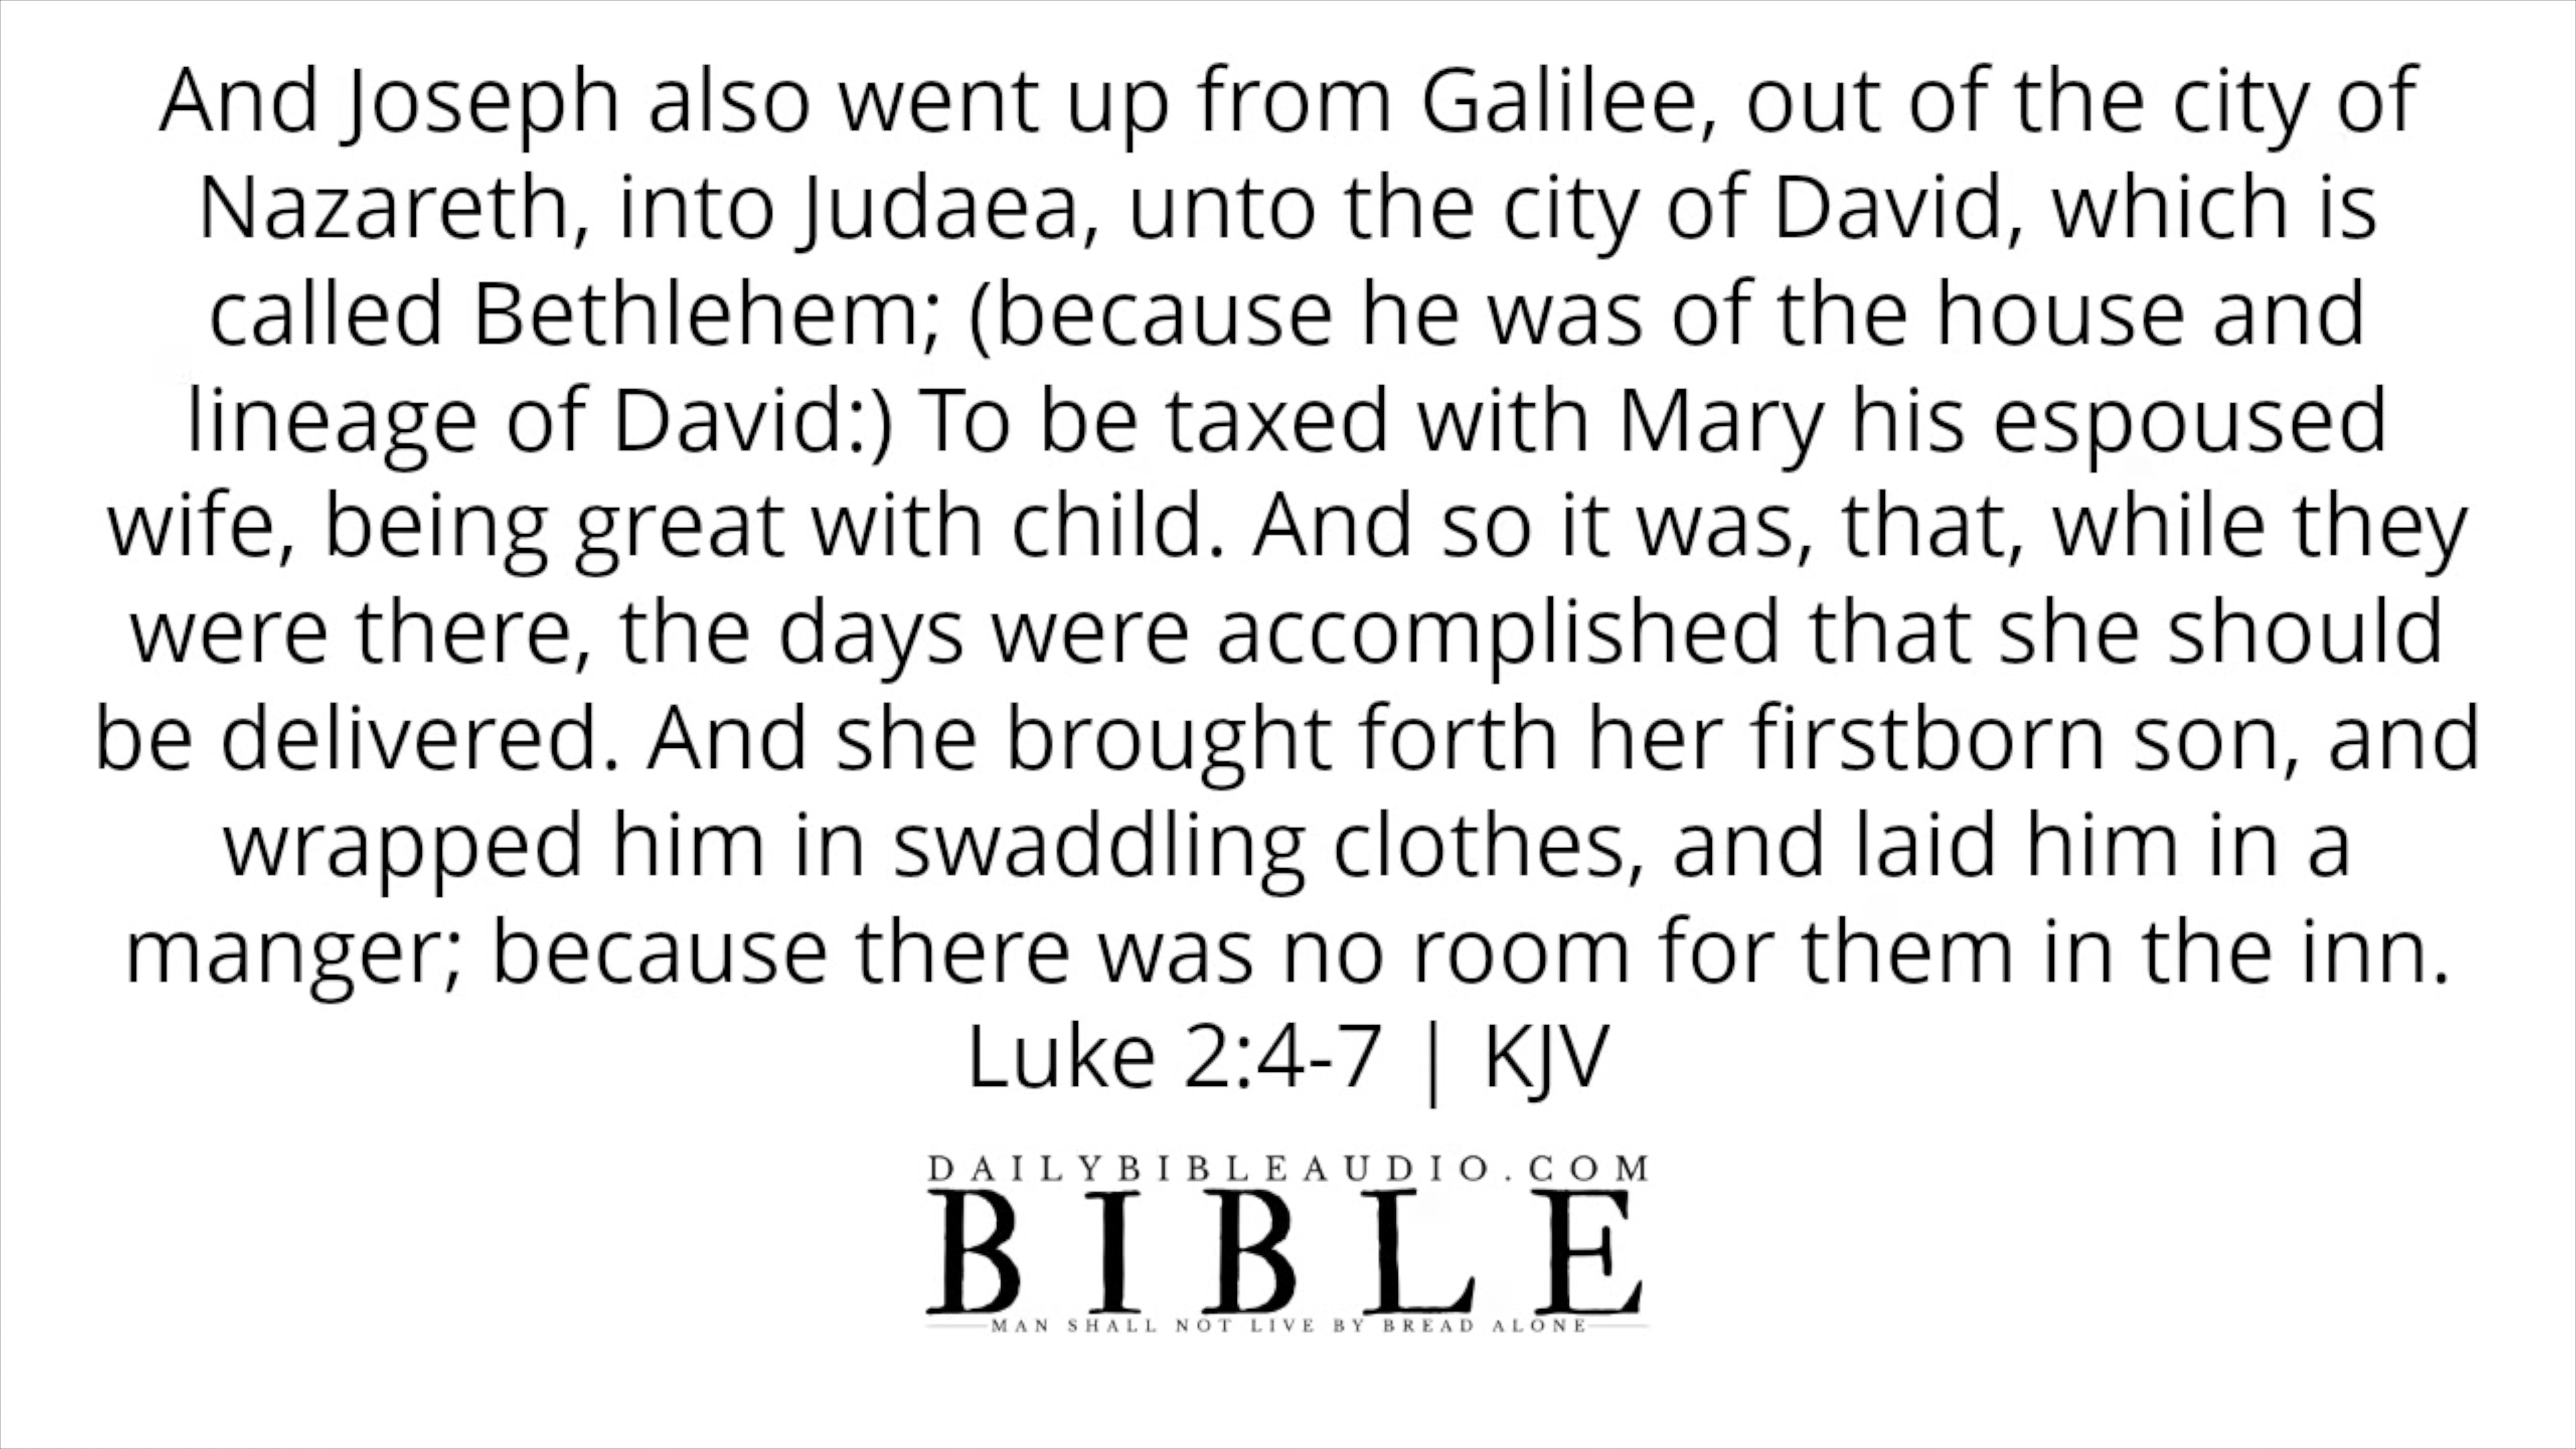 And Joseph also went up from Galilee, out of the city of
Nazareth, into Judaea, unto the city of David, which is
called Bethlehem; (because he was of the house and
lineage of David:) To be taxed with Mary his espoused
wife, being great with child. And so it was, that, while they
were there, the days were accomplished that she should
be delivered. And she brought forth her firstborn son, and
wrapped him in swaddling clothes, and laid him in a
manger; because there was no room for them in the inn.
Luke 2:4-7 | KJV
DAILYBIBLEAUDIO.COM
BIBLE
MAN SHALL NOT LIVE BY BREAD ALONE